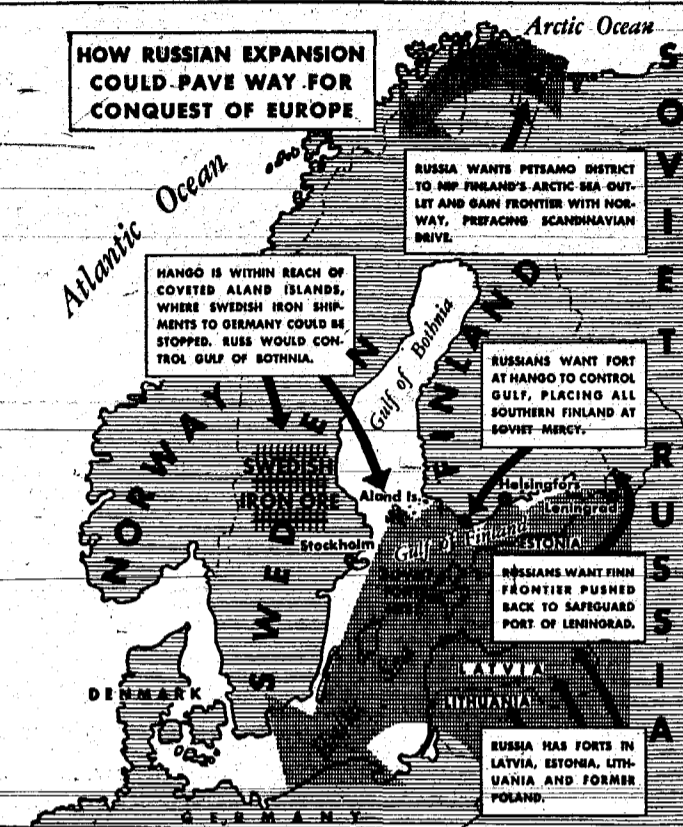 HOW RUSSIAN EXPANSION
COULD PAVE WAY FOR
CONQUEST OF EUROPE
Arctic Ocean
Atlantic Ocean
RUSSIA WANTS PETSAMO DISTRICT
TO NIP FINLAND'S ARCTIC SEA OUT-
LET AND GAIN FRONTIER WITH NOR-
WAY, PREFACING SCANDINAVIAN
DRIVE.
HANGO IS WITHIN REACH OF
COVETED ALAND ISLANDS,
WHERE SWEDISH IRON SHIP-
MENTS TO GERMANY COULD BE
STOPPED. RUSS WOULD CON-
TROL GULF OF BOTHNIA.
RUSSIANS WANT FORT
AT HANGO TO CONTROL
GULF, PLACING ALL
SOUTHERN FINLAND AT
SOVIET MERCY.
SOVIET RUSSIA
FINLAND
Gulf of Bothnia
NORWAY
SWEDEN
SWEDISH
IRON ORE
Aland Is.
Helsingfors
Leningrad
Stockholm
Gulf of Finland
ESTONIA
RUSSIANS WANT FINN
FRONTIER PUSHED
BACK TO SAFEGUARD
PORT OF LENINGRAD.
LATVIA
LITHUANIA
DENMARK
RUSSIA HAS FORTS IN
LATVIA, ESTONIA, LITH-
UANIA AND FORMER
POLAND.
GERMANY